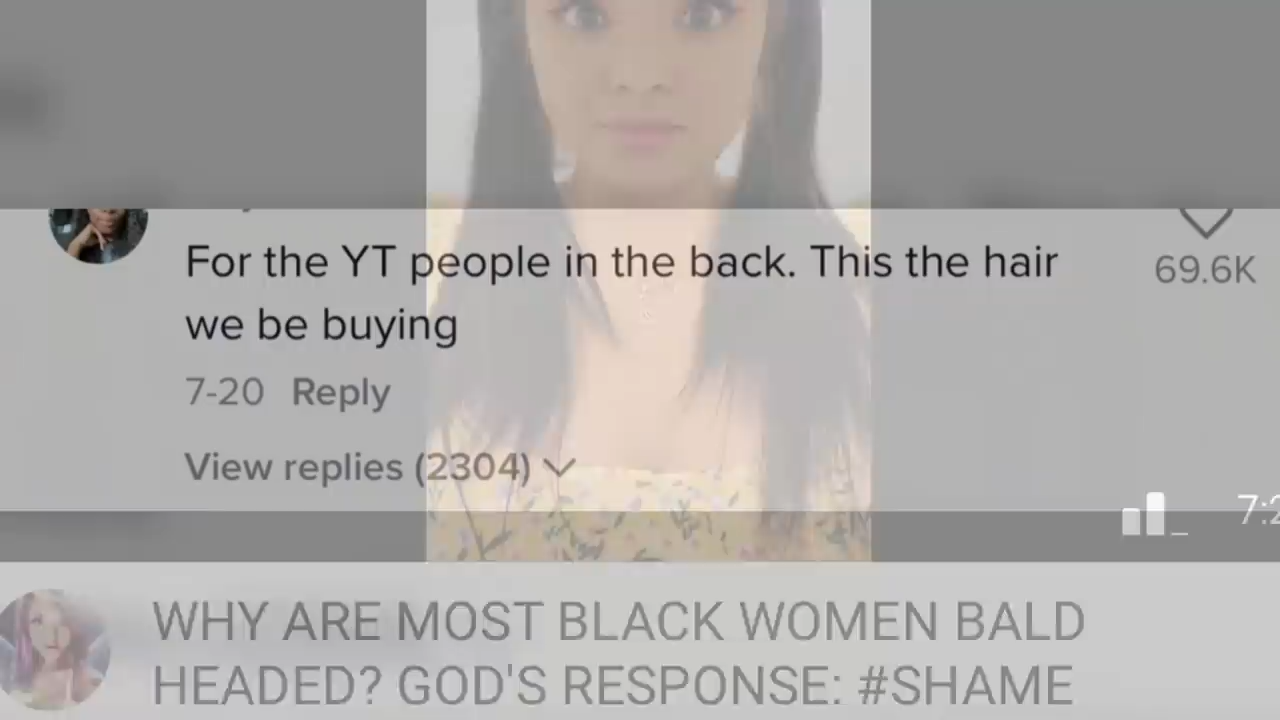 For the YT people in the back. This the hair
69.6K
we be buying
7-20 Reply
View replies (2304)
WHY ARE MOST BLACK WOMEN BALD
HEADED? GOD'S RESPONSE: #SHAME